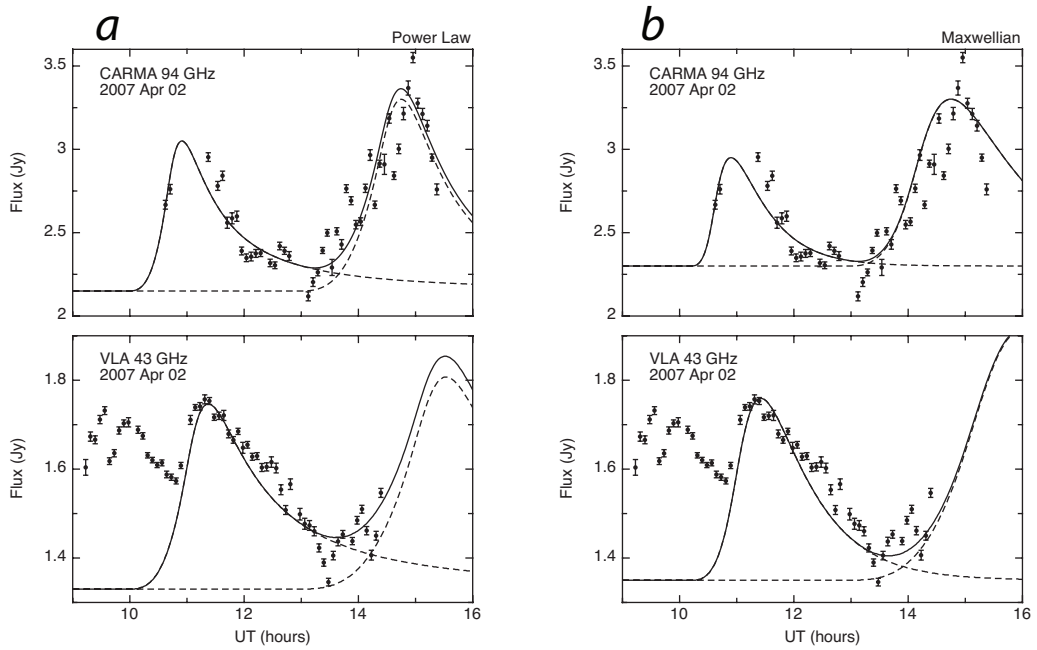 a
Power Law
CARMA 94 GHz
2007 Apr 02
3.5
3
2.5
2
Flux (Jy)
VLA 43 GHz
2007 Apr 02
1.8
1.6
1.4
Flux (Jy)
10
12
14
16
UT (hours)
b
Maxwellian
CARMA 94 GHz
2007 Apr 02
3.5
3
2.5
2
Flux (Jy)
VLA 43 GHz
2007 Apr 02
1.8
1.6
1.4
Flux (Jy)
10
12
14
16
UT (hours)